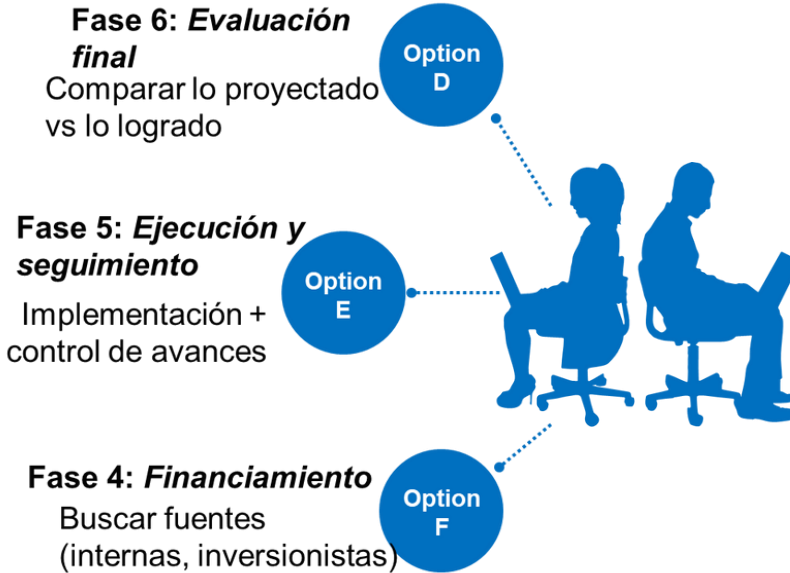 Fase 6: Evaluación
final
Comparar lo proyectado
vs lo logrado
Option
D
Fase 5: Ejecución y
seguimiento
Implementación +
control de avances
Option
E
Fase 4: Financiamiento
Buscar fuentes
(internas, inversionistas)
Option
F